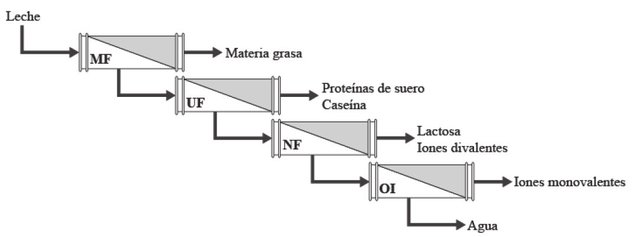 Leche
MF
Materia grasa
UF
Proteínas de suero
Caseína
NF
Lactosa
Iones divalentes
OI
Iones monovalentes
Agua